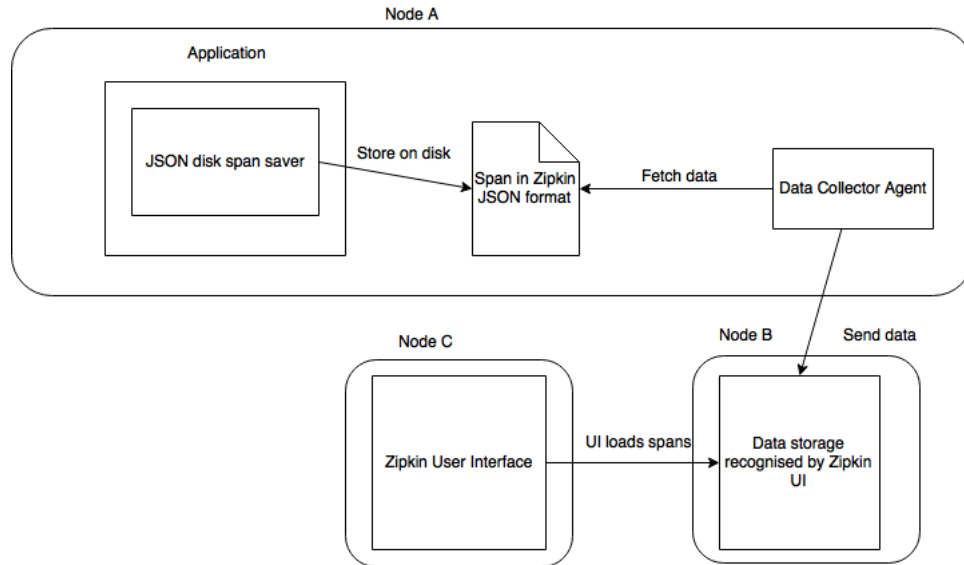 Node A
Application
JSON disk span saver
Store on disk
Span in Zipkin
JSON format
Fetch data
Data Collector Agent
Node C
Node B
Send data
Zipkin User Interface
UI loads spans
Data storage
recognised by Zipkin
UI